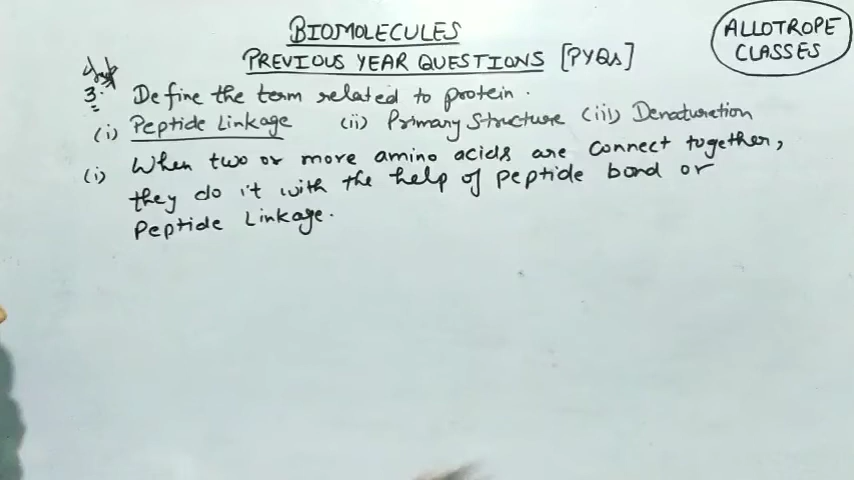 BIOMOLECULES
ALLOTROPE
CLASSES
PREVIOUS YEAR QUESTIONS [PYQs]
3. Define the term related to protein.
(i) Peptide Linkage (ii) Primary Structure (iii) Denaturation
(i) When two or more amino acids are connect together,
they do it with the help of peptide bond or
Peptide Linkage.